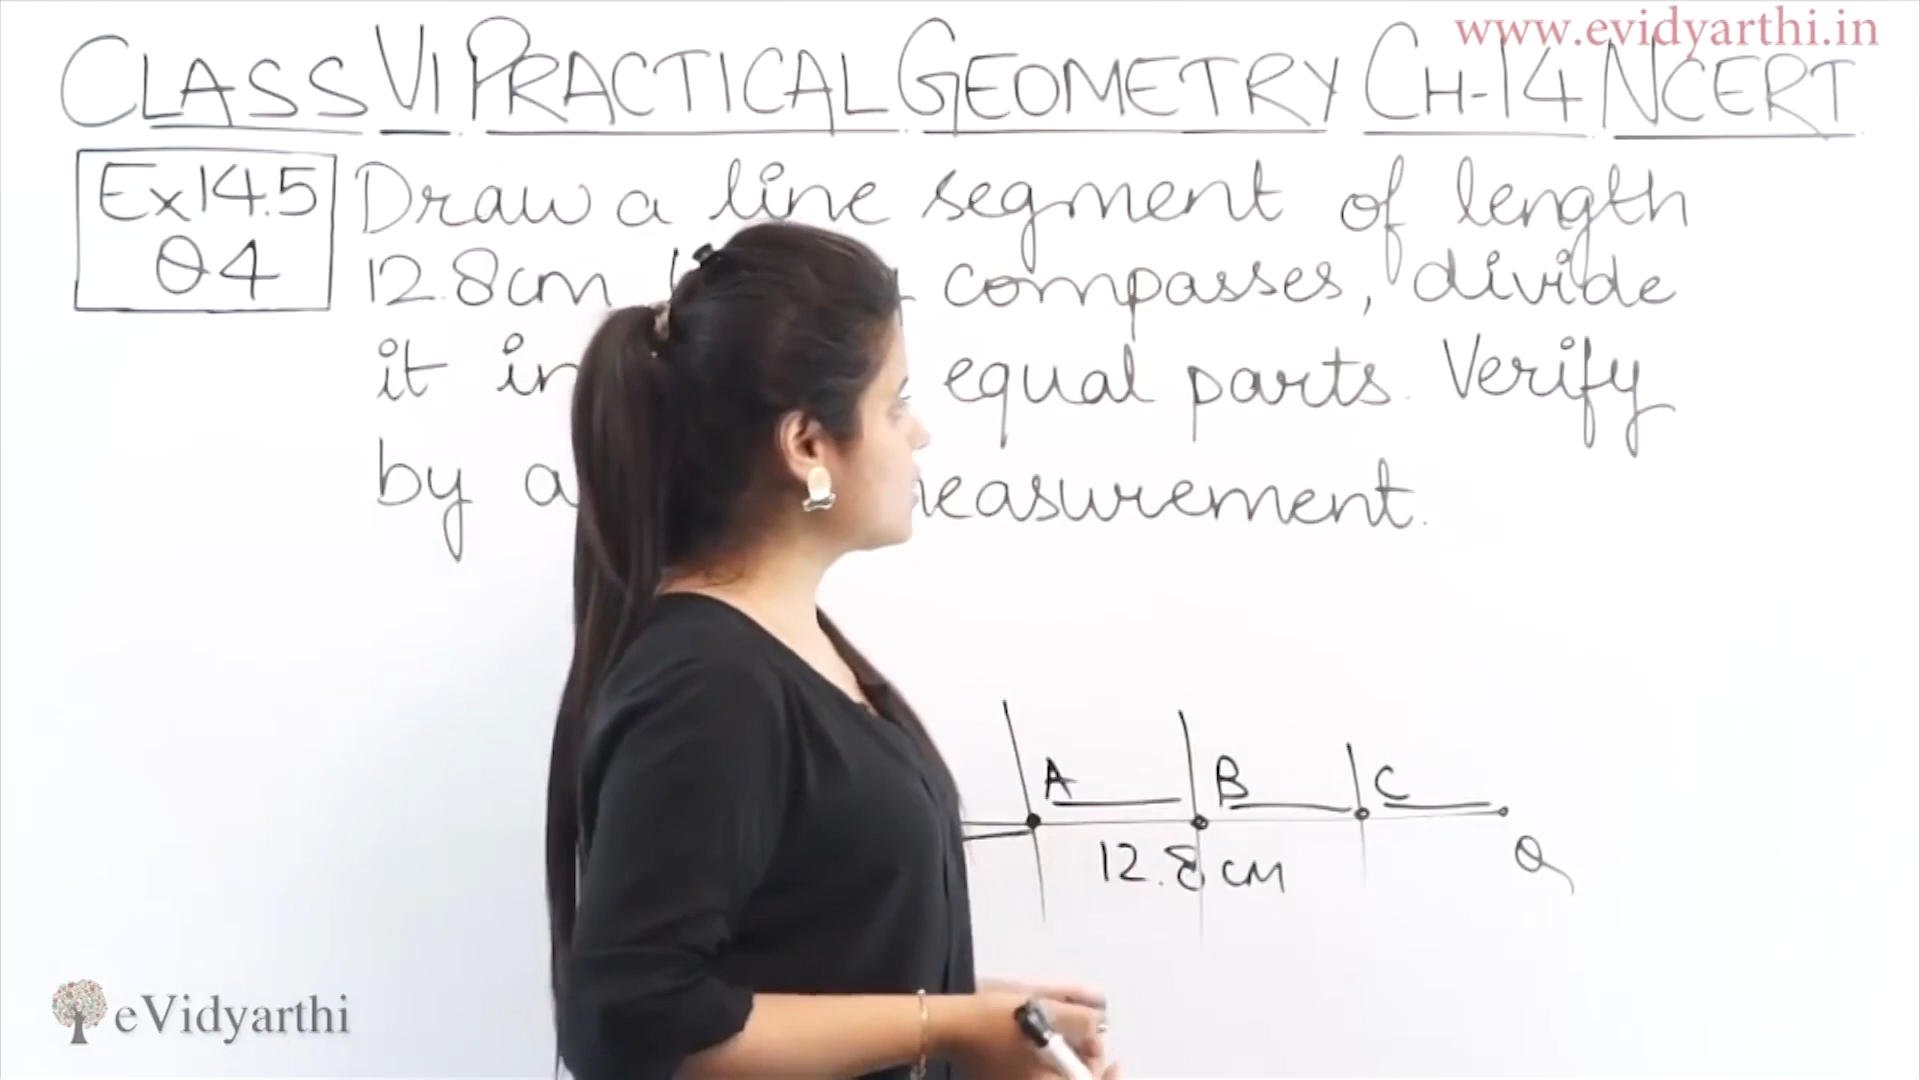 www.evidyarthi.in
CLASS VI PRACTICAL GEOMETRY CH-14 NCERT
Ex14.5
Q4
Draw a line segment of length
12.8cm compasses, divide
it equal parts. Verify
by measurement.
A B C
12.8 cm
Q
eVidyarthi